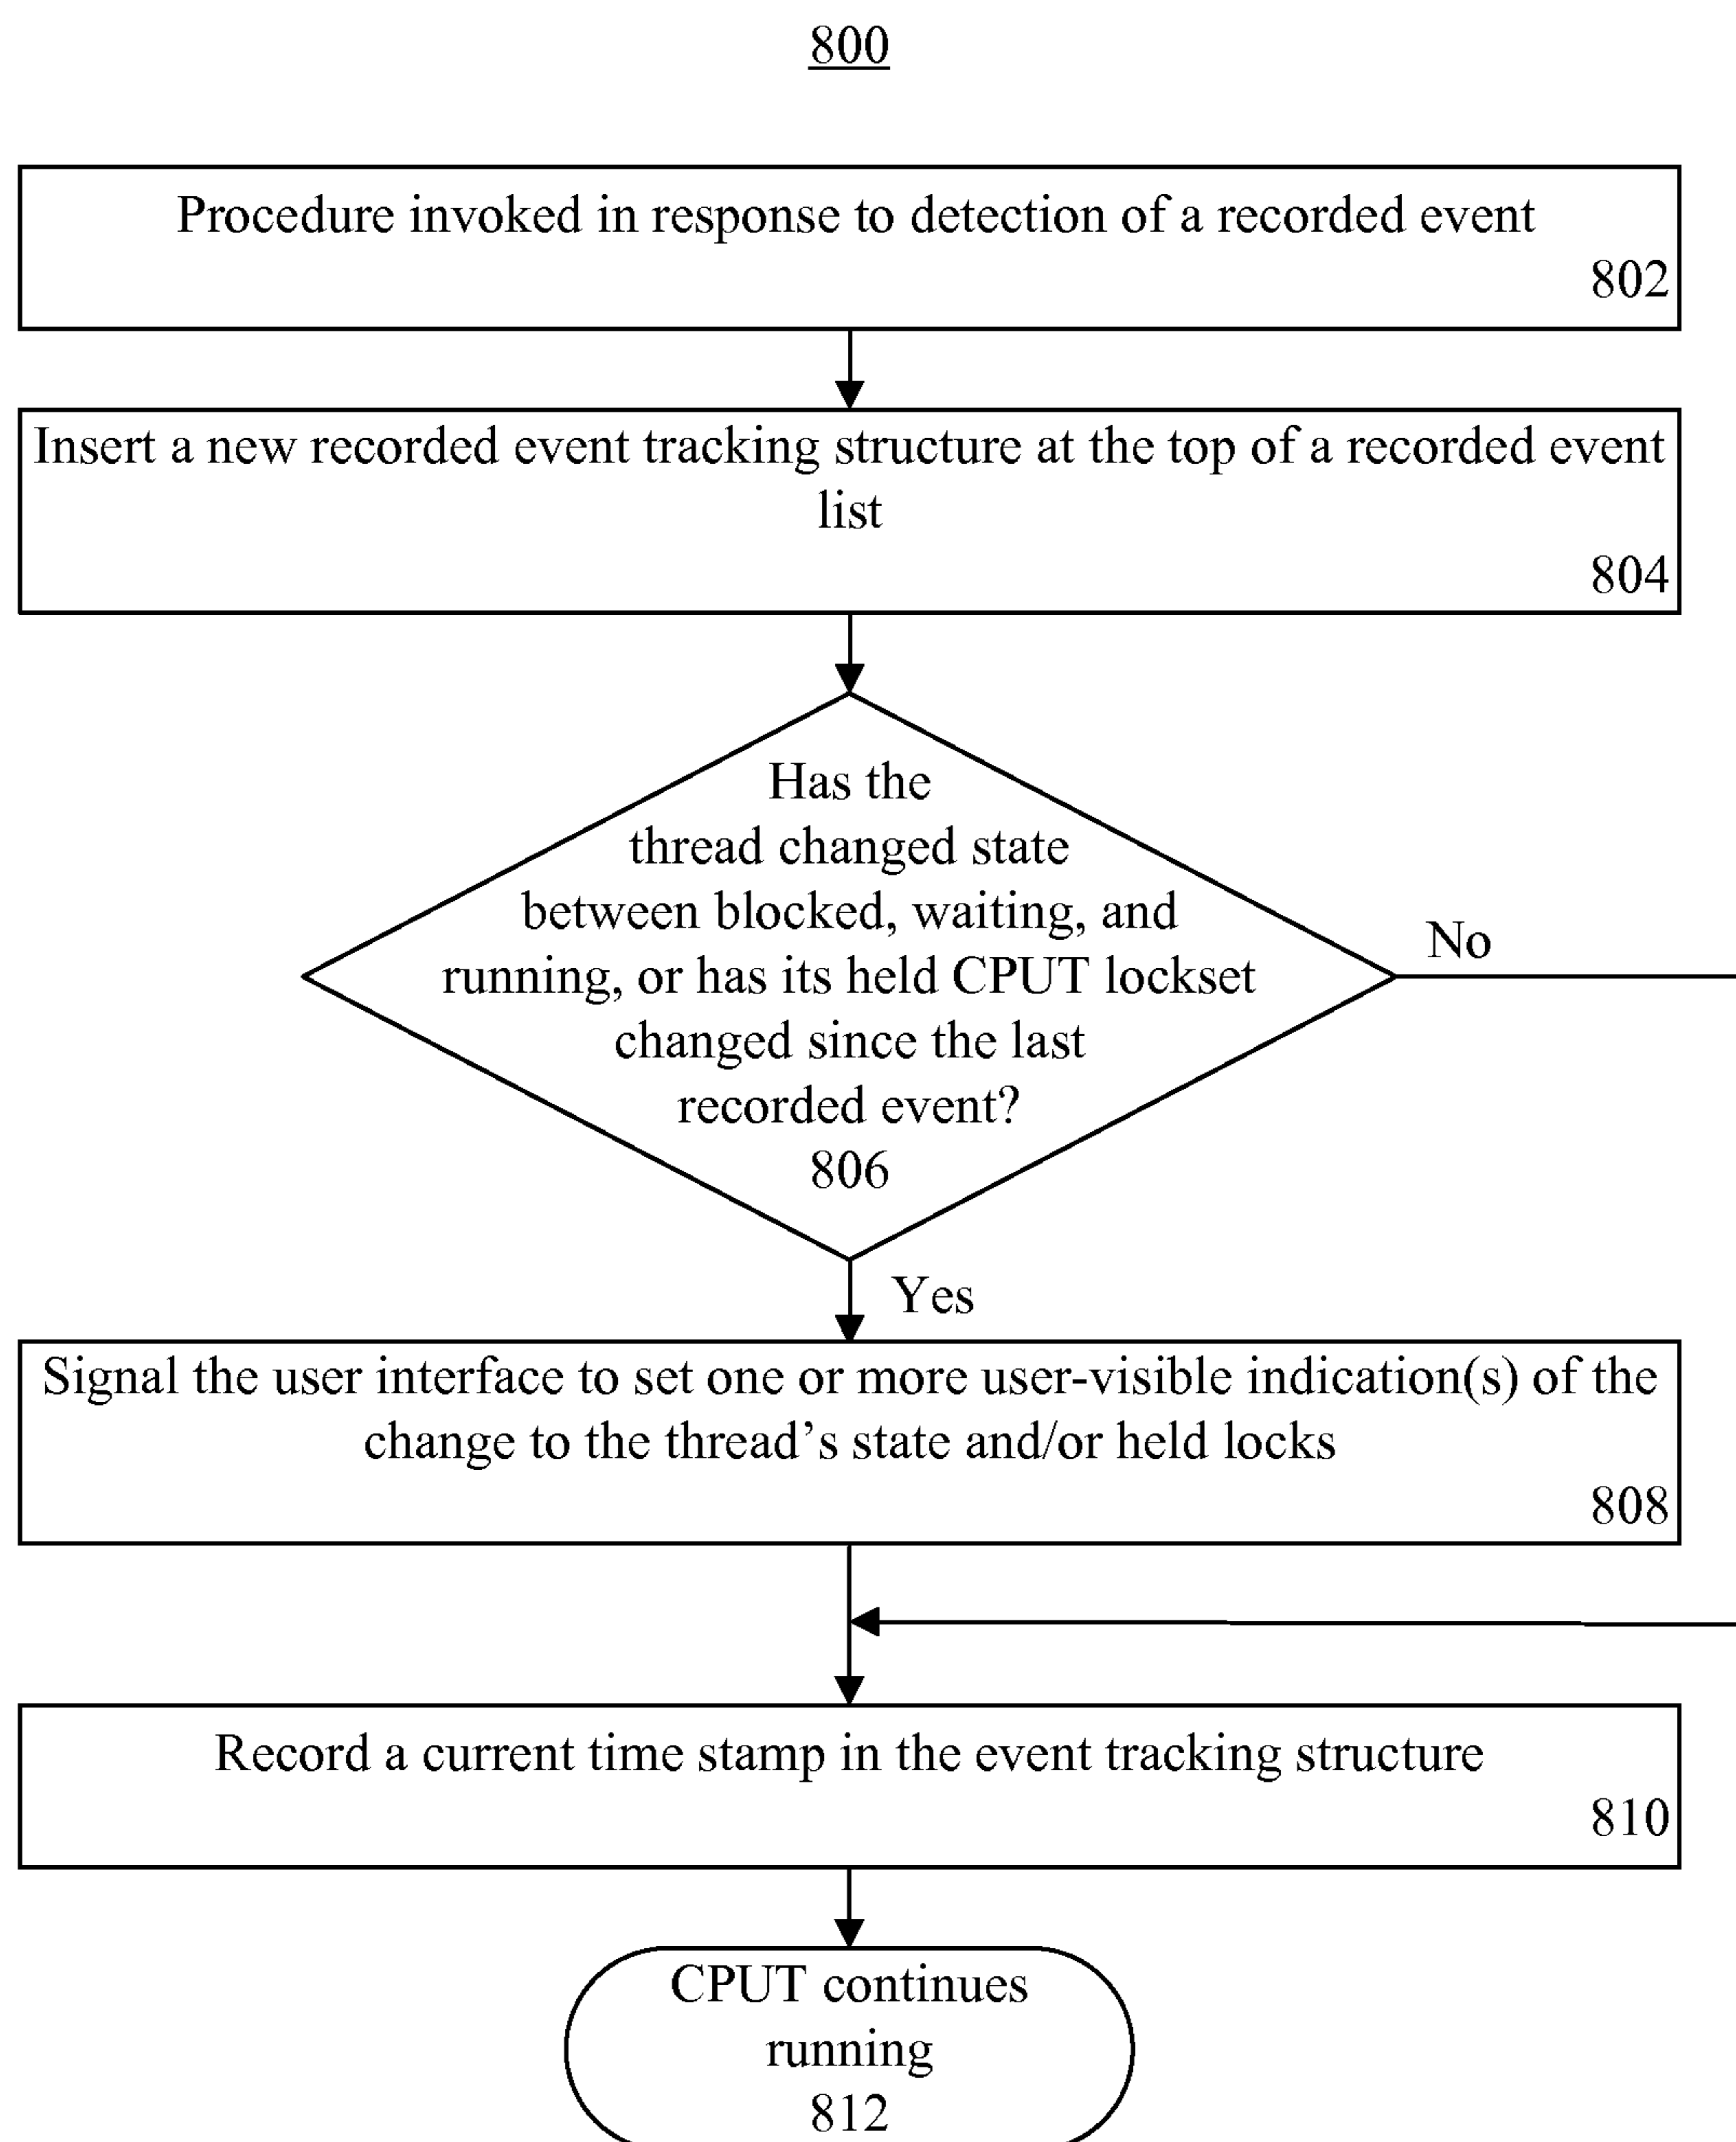 800
Procedure invoked in response to detection of a recorded event
802
Insert a new recorded event tracking structure at the top of a recorded event
list
804
Has the
thread changed state
between blocked, waiting, and
running, or has its held CPUT lockset
changed since the last
recorded event?
806
No
Yes
Signal the user interface to set one or more user-visible indication(s) of the
change to the thread’s state and/or held locks
808
Record a current time stamp in the event tracking structure
810
CPUT continues
running
812